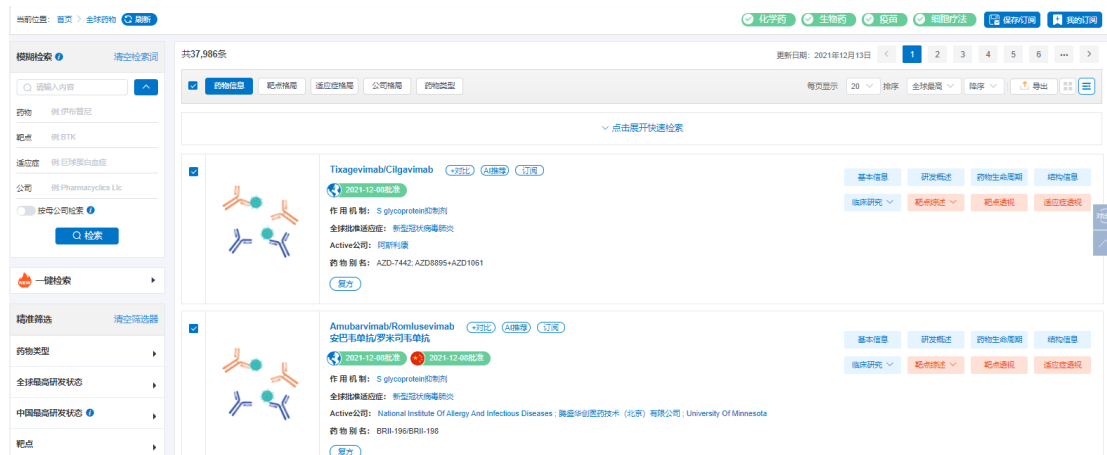 当前位置： 首页 > 全球药物 刷新
化学药 生物药 疫苗 细胞疗法 保存/订阅 我的订阅
模糊检索 清空检索词
请输入内容
药物 例:伊布替尼
靶点 例:BTK
适应症 例:巨球蛋白血症
公司 例:Pharmacyclics Llc
按母公司检索
检索
NEW 一键检索
精准筛选 清空筛选器
药物类型
全球最高研发状态
中国最高研发状态
靶点
共37,986条 更新日期：2021年12月13日 < 1 2 3 4 5 6 ... >
药物信息 靶点格局 适应症格局 公司格局 药物类型 每页显示 20 排序 全球最高 降序 导出
点击展开快速检索
Tixagevimab/Cilgavimab +对比 AI推荐 订阅
2021-12-08批准
作用机制： S glycoprotein抑制剂
全球批准适应症： 新型冠状病毒肺炎
Active公司： 阿斯利康
药物别名： AZD-7442; AZD8895+AZD1061
复方
基本信息 研发概述 药物生命周期 结构信息
临床研究 靶点综述 靶点透视 适应症透视
Amubarvimab/Romlusevimab +对比 AI推荐 订阅
安巴韦单抗/罗米司韦单抗
2021-12-08批准 2021-12-08批准
作用机制： S glycoprotein抑制剂
全球批准适应症： 新型冠状病毒肺炎
Active公司： National Institute Of Allergy And Infectious Diseases ; 腾盛华创医药技术（北京）有限公司 ; University Of Minnesota
药物别名： BRII-196/BRII-198
复方
基本信息 研发概述 药物生命周期 结构信息
临床研究 靶点综述 靶点透视 适应症透视